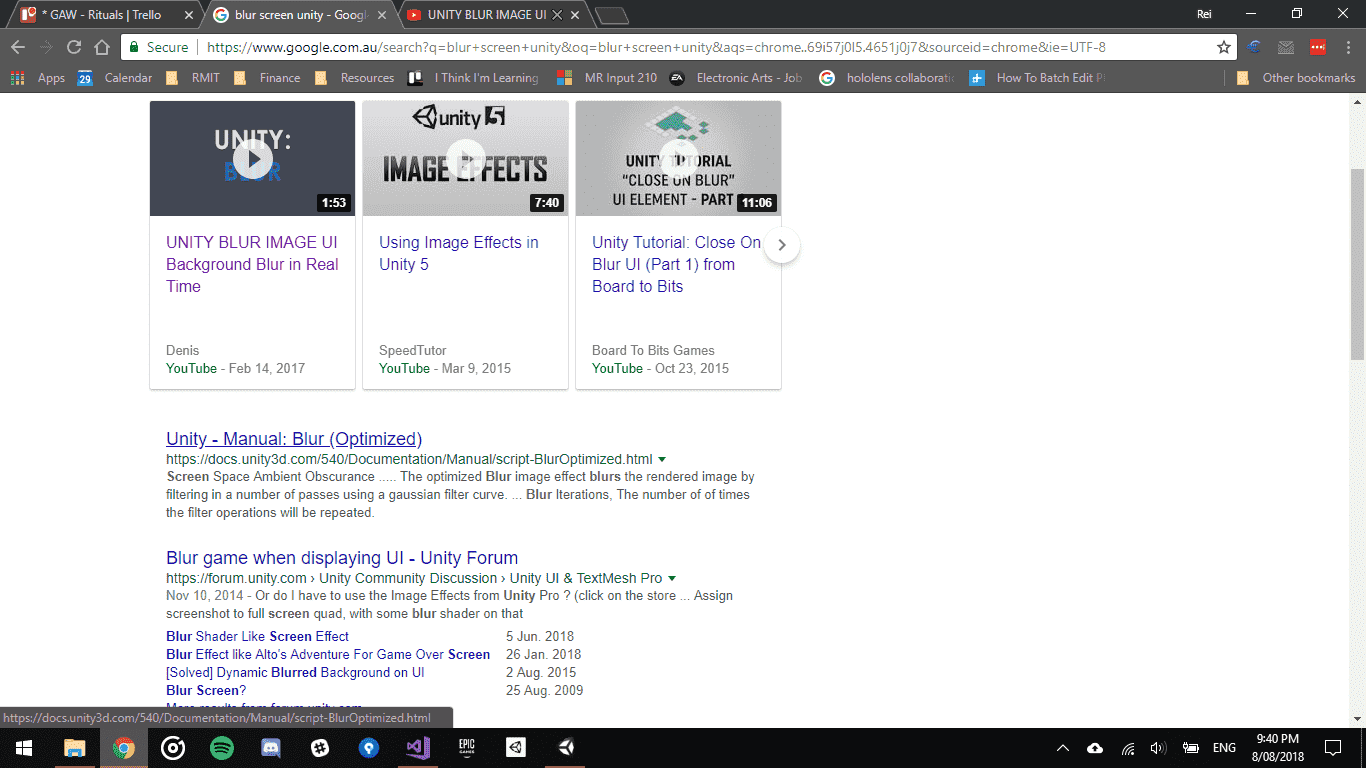 * GAW - Rituals | Trello
blur screen unity - Googl
UNITY BLUR IMAGE UI
Rei
Secure
https://www.google.com.au/search?q=blur+screen+unity&oq=blur+screen+unity&aqs=chrome..69i57j0l5.4651j0j7&sourceid=chrome&ie=UTF-8
Apps
29
Calendar
RMIT
Finance
Resources
I Think I'm Learning
MR Input 210
EA
Electronic Arts - Job
hololens collaborati
How To Batch Edit P
Other bookmarks
UNITY:
BLUR
1:53
unity 5
IMAGE EFFECTS
7:40
UNITY TUTORIAL
"CLOSE ON BLUR"
UI ELEMENT - PART
11:06
UNITY BLUR IMAGE UI
Background Blur in Real
Time
Denis
YouTube - Feb 14, 2017
Using Image Effects in
Unity 5
SpeedTutor
YouTube - Mar 9, 2015
Unity Tutorial: Close On
Blur UI (Part 1) from
Board to Bits
Board To Bits Games
YouTube - Oct 23, 2015
Unity - Manual: Blur (Optimized)
https://docs.unity3d.com/540/Documentation/Manual/script-BlurOptimized.html
Screen Space Ambient Obscurance ..... The optimized Blur image effect blurs the rendered image by
filtering in a number of passes using a gaussian filter curve. ... Blur Iterations, The number of of times
the filter operations will be repeated.
Blur game when displaying UI - Unity Forum
https://forum.unity.com › Unity Community Discussion › Unity UI & TextMesh Pro
Nov 10, 2014 - Or do I have to use the Image Effects from Unity Pro ? (click on the store ... Assign
screenshot to full screen quad, with some blur shader on that
Blur Shader Like Screen Effect 5 Jun. 2018
Blur Effect like Alto's Adventure For Game Over Screen 26 Jan. 2018
[Solved] Dynamic Blurred Background on UI 2 Aug. 2015
Blur Screen? 25 Aug. 2009
More results from forum.unity.com
https://docs.unity3d.com/540/Documentation/Manual/script-BlurOptimized.html
EPIC
GAMES
ENG
9:40 PM
8/08/2018